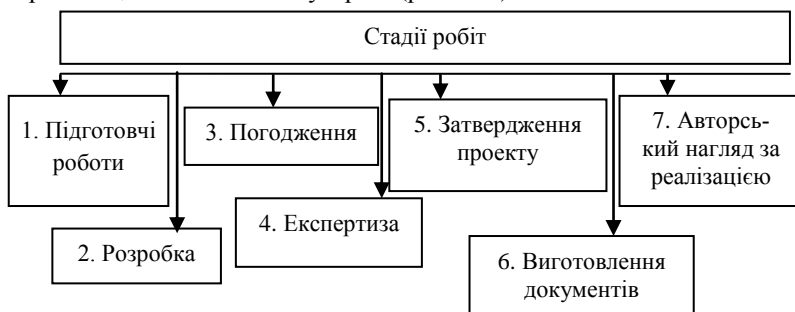 Стадії робіт
1. Підготовчі
роботи
2. Розробка
3. Погодження
4. Експертиза
5. Затвердження
проекту
6. Виготовлення
документів
7. Авторсь-
кий нагляд за
реалізацією